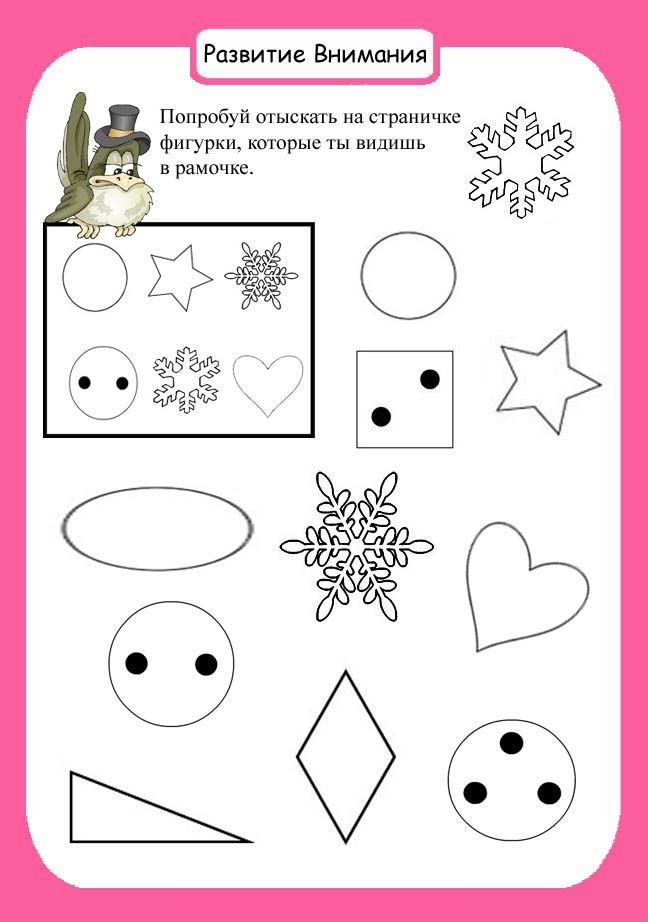 Развитие Внимания
Попробуй отыскать на страничке
фигурки, которые ты видишь
в рамочке.